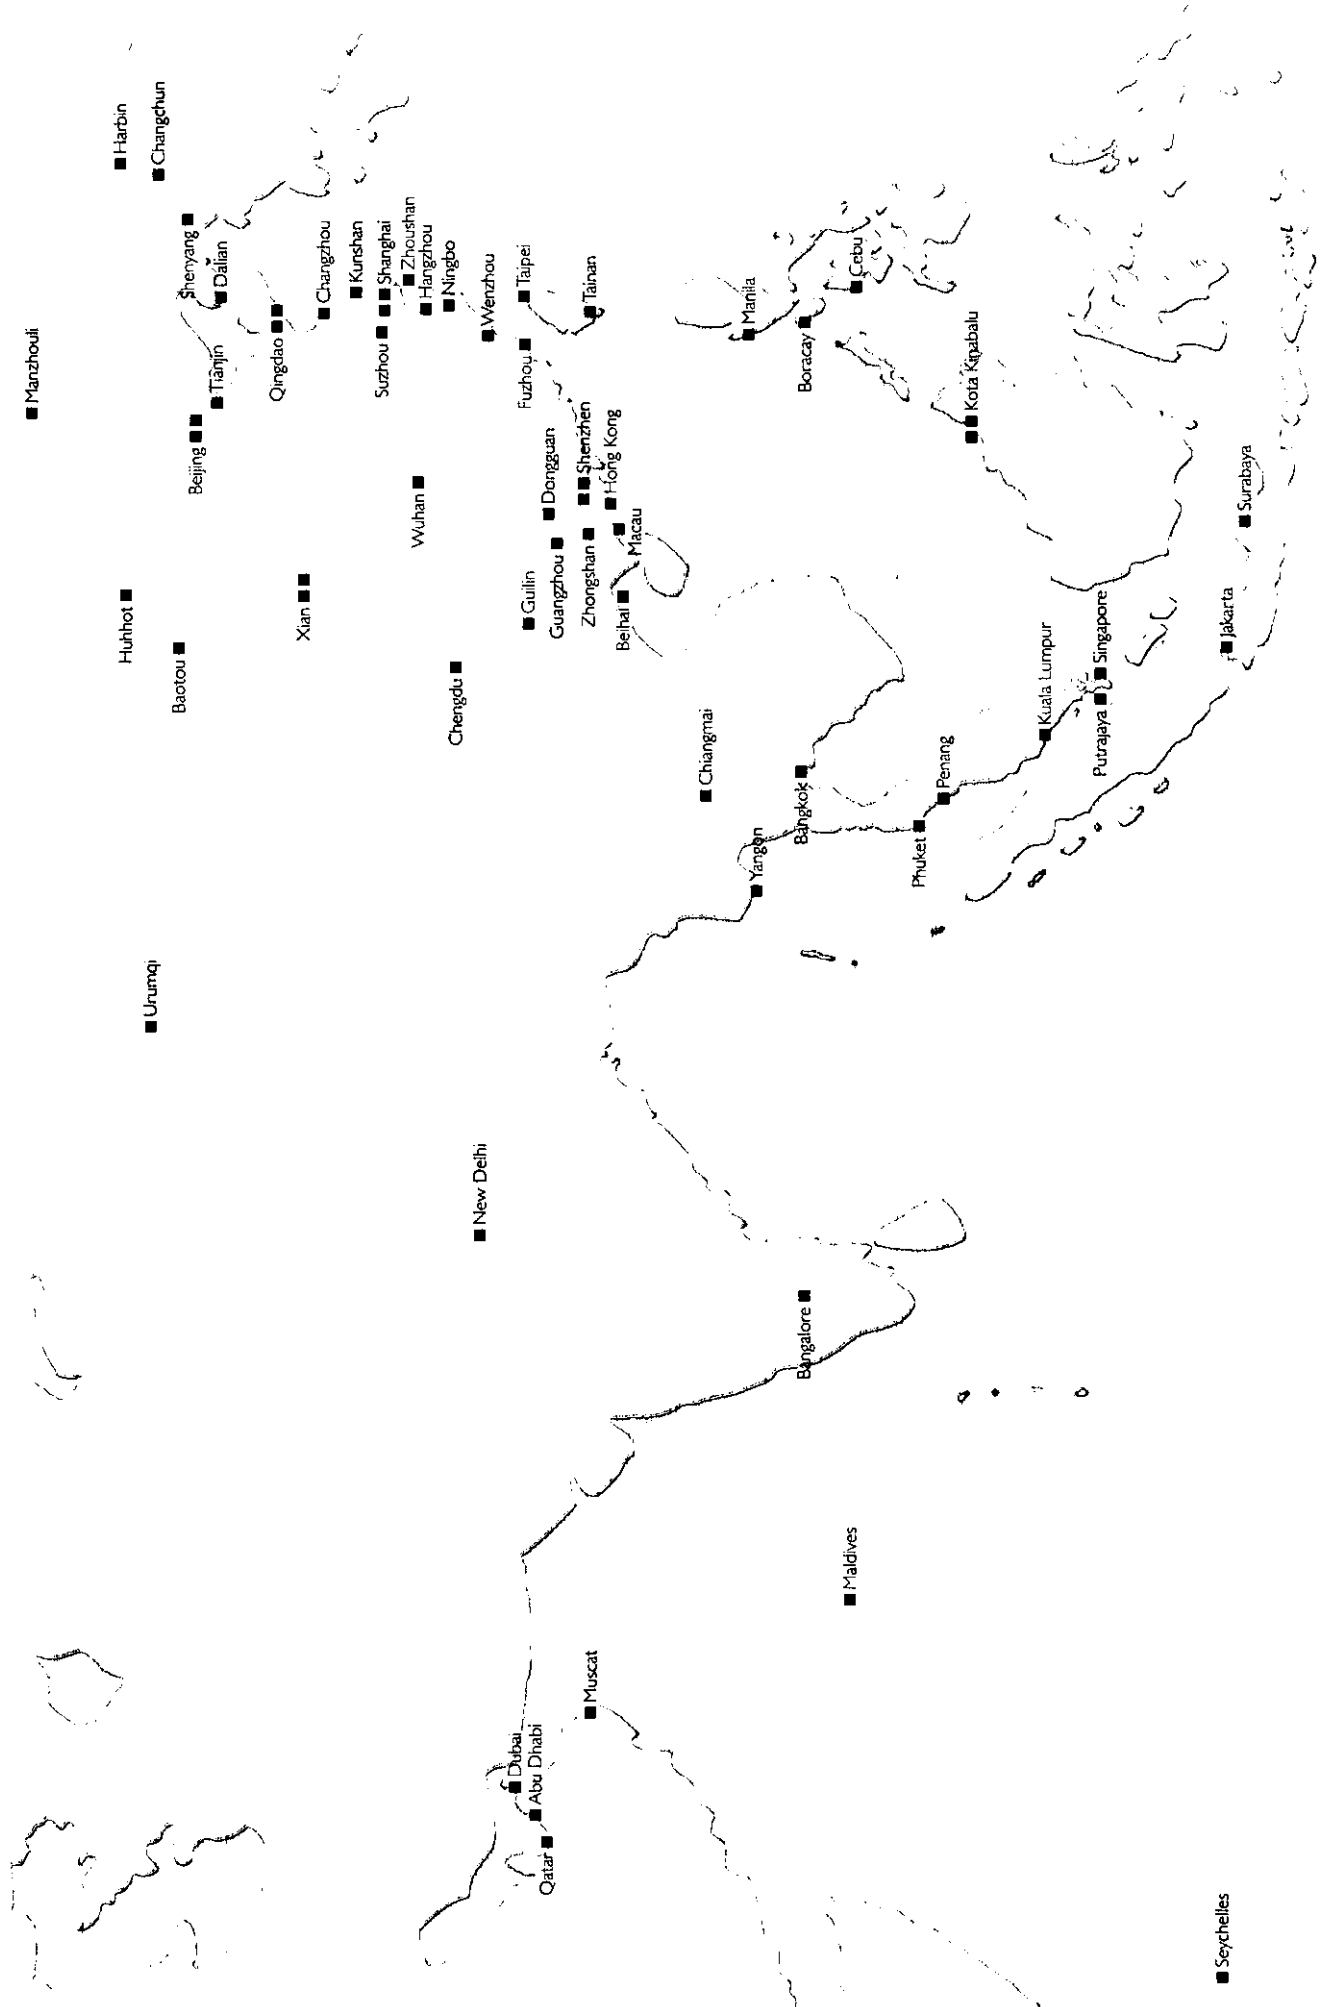 Manzhouli
Harbin
Changchun
Huhhot
Urumqi
Baotou
Shenyang
Beijing
Dalian
Tianjin
Qingdao
Xian
Changzhou
Kunshan
Suzhou
Shanghai
Zhoushan
Wuhan
Hangzhou
Ningbo
Chengdu
New Delhi
Wenzhou
Fuzhou
Taipei
Guilin
Dongguan
Guangzhou
Shenzhen
Zhongshan
Tainan
Hong Kong
Macau
Beihai
Dubai
Abu Dhabi
Qatar
Muscat
Chiangmai
Manila
Yangon
Bangkok
Boracay
Bangalore
Cebu
Maldives
Phuket
Penang
Kota Kinabalu
Kuala Lumpur
Putrajaya
Singapore
Jakarta
Surabaya
Seychelles